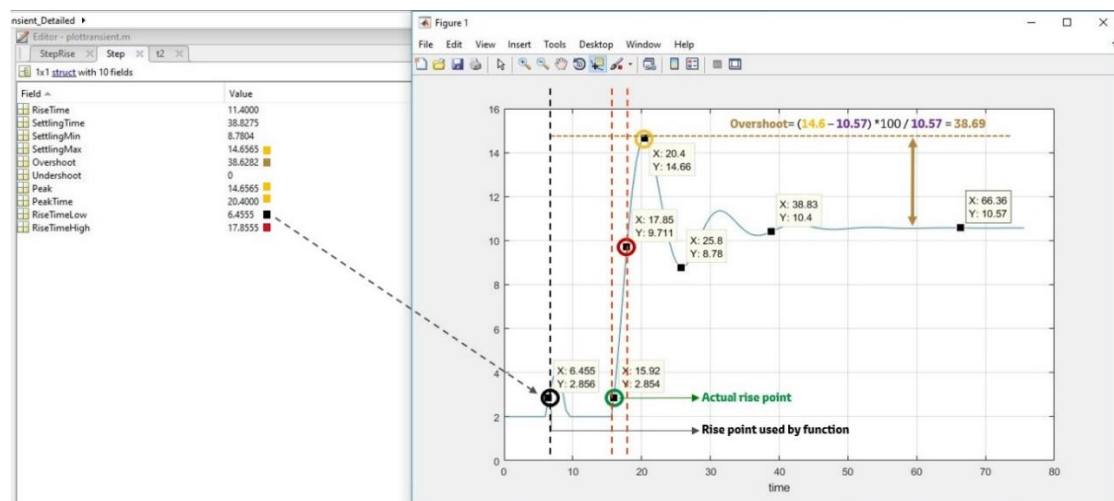 nsient_Detailed
Editor - plottransient.m
StepRise Step t2
1x1 struct with 10 fields
Field Value
RiseTime 11.4000
SettlingTime 38.8275
SettlingMin 8.7804
SettlingMax 14.6565
Overshoot 38.6282
Undershoot 0
Peak 14.6565
PeakTime 20.4000
RiseTimeLow 6.4555
RiseTimeHigh 17.8555
Figure 1
File Edit View Insert Tools Desktop Window Help
16
Overshoot= (14.6 – 10.57) *100 / 10.57 = 38.69
14
X: 20.4
Y: 14.66
12
X: 17.85
Y: 9.711
X: 38.83
Y: 10.4
X: 66.36
Y: 10.57
10
X: 25.8
Y: 8.78
8
6
4
X: 6.455
Y: 2.856
X: 15.92
Y: 2.854
Actual rise point
2
Rise point used by function
0
0 10 20 30 40 50 60 70 80
time